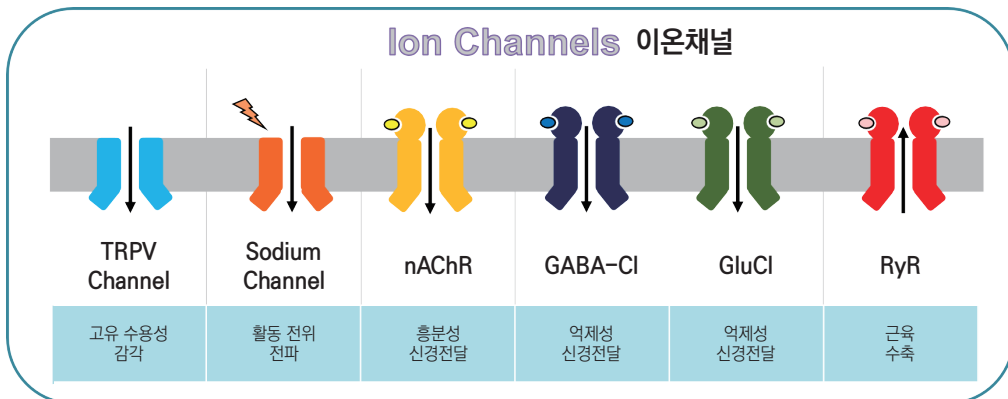 Ion Channels 이온채널
TRPV
Channel
Sodium
Channel
nAChR
GABA-Cl
GluCl
RyR
고유 수용성
감각
활동 전위
전파
흥분성
신경전달
억제성
신경전달
억제성
신경전달
근육
수축